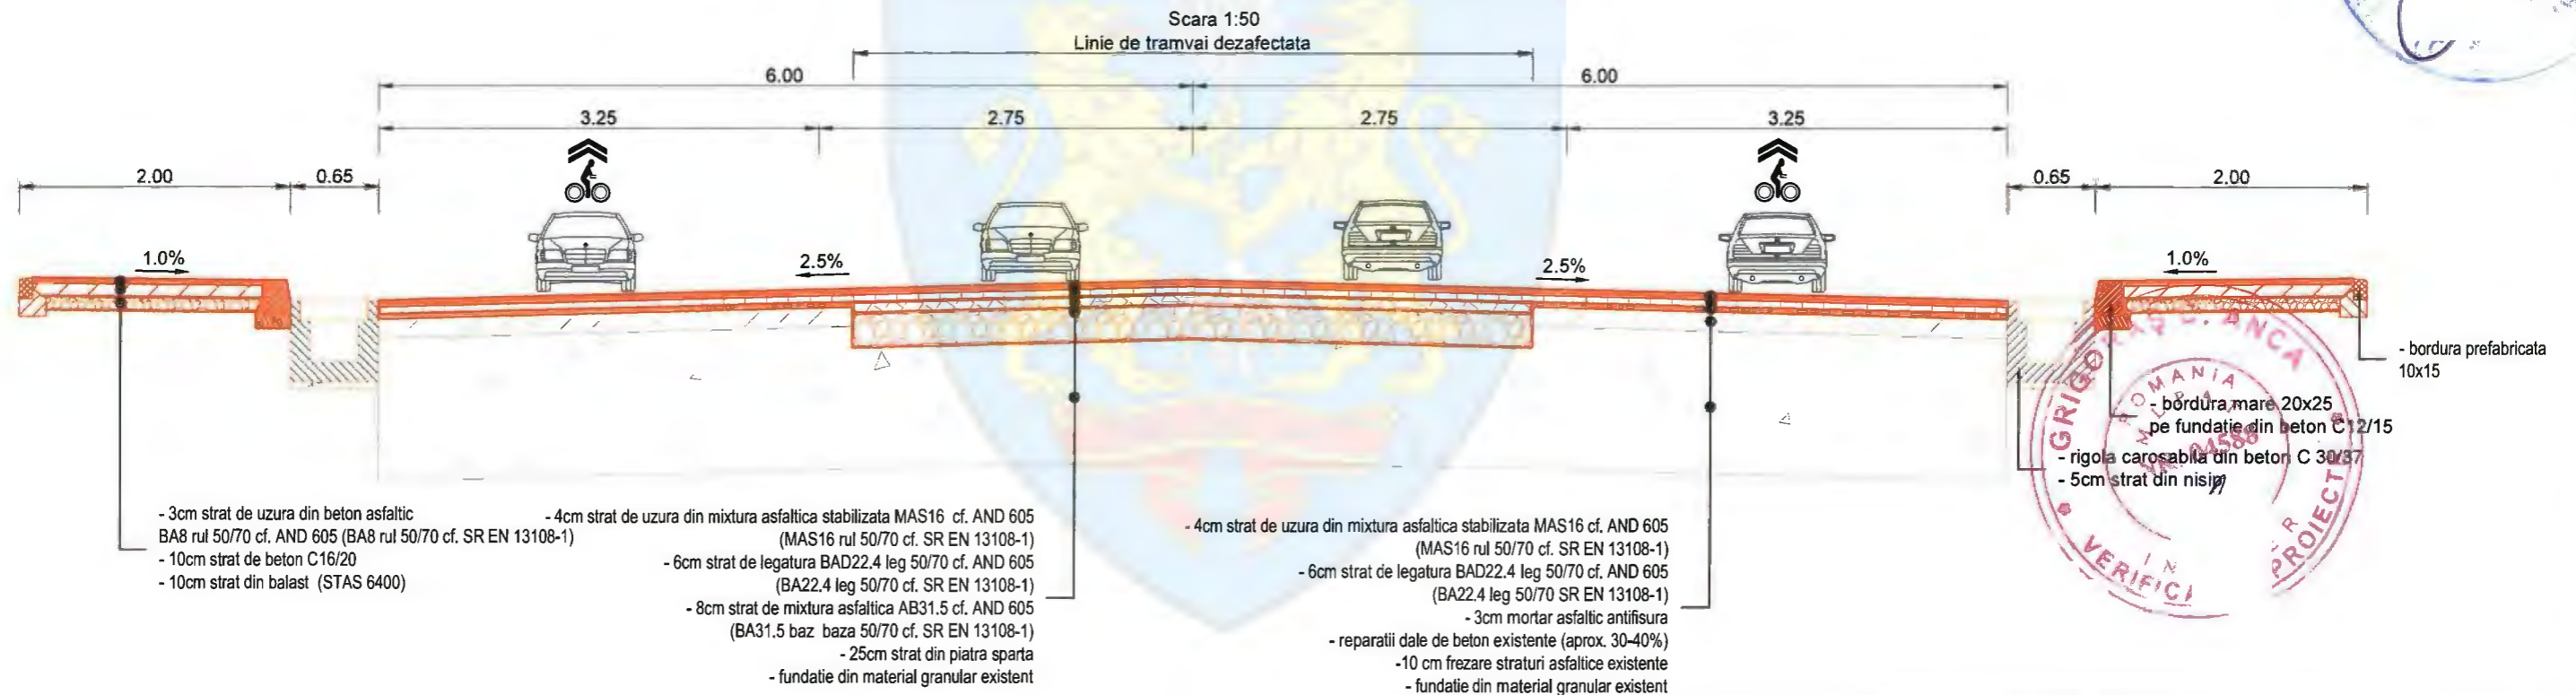 Scara 1:50
Linie de tramvai dezafectata
6.00
6.00
3.25
2.75
2.75
3.25
2.00
0.65
0.65
2.00
1.0%
2.5%
2.5%
1.0%
- bordura prefabricata
10x15
- bordura mare 20x25
pe fundatie din beton C12/15
- rigola carosabila din beton C 30/37
- 5cm strat din nisip
- 3cm strat de uzura din beton asfaltic
BA8 rul 50/70 cf. AND 605 (BA8 rul 50/70 cf. SR EN 13108-1)
- 10cm strat de beton C16/20
- 10cm strat din balast (STAS 6400)
- 4cm strat de uzura din mixtura asfaltica stabilizata MAS16 cf. AND 605
(MAS16 rul 50/70 cf. SR EN 13108-1)
- 6cm strat de legatura BAD22.4 leg 50/70 cf. AND 605
(BA22.4 leg 50/70 cf. SR EN 13108-1)
- 8cm strat de mixtura asfaltica AB31.5 cf. AND 605
(BA31.5 baz baza 50/70 cf. SR EN 13108-1)
- 25cm strat din piatra sparta
- fundatie din material granular existent
- 4cm strat de uzura din mixtura asfaltica stabilizata MAS16 cf. AND 605
(MAS16 rul 50/70 cf. SR EN 13108-1)
- 6cm strat de legatura BAD22.4 leg 50/70 cf. AND 605
(BA22.4 leg 50/70 SR EN 13108-1)
- 3cm mortar asfaltic antifisura
- reparatii dale de beton existente (aprox. 30-40%)
-10 cm frezare straturi asfaltice existente
- fundatie din material granular existent
ANCA
ROMANIA
04588
PROIECTE